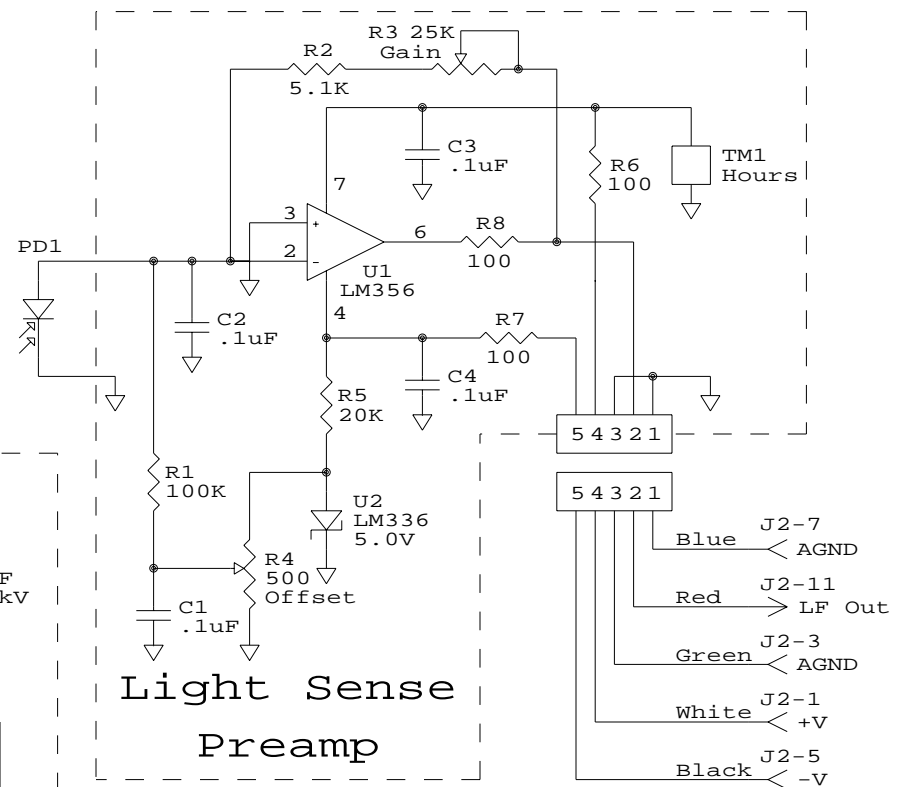 R3 25K
Gain
R2
5.1K
C3
.1uF
R6
100
TM1
Hours
7
3
+
2
-
6
R8
100
PD1
U1
LM356
4
C2
.1uF
R7
100
C4
.1uF
R5
20K
5 4 3 2 1
R1
100K
U2
LM336
5.0V
5 4 3 2 1
R4
500
Offset
C1
.1uF
F
kV
Blue
J2-7
AGND
Red
J2-11
LF Out
Green
J2-3
AGND
White
J2-1
+V
Black
J2-5
-V
Light Sense
Preamp